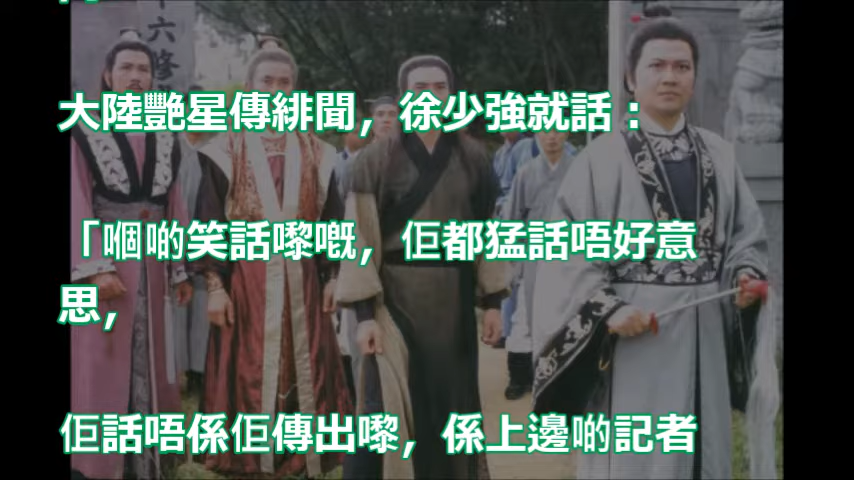 大陸艷星傳緋聞，徐少強就話：
「嗰啲笑話嚟嘅，佢都猛話唔好意
思，
佢話唔係佢傳出嚟，係上邊啲記者